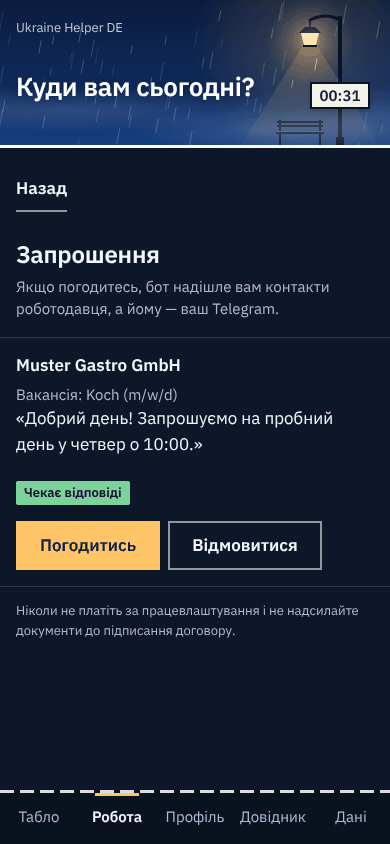 Ukraine Helper DE
Куди вам сьогодні?
00:31
Назад
Запрошення
Якщо погодитесь, бот надішле вам контакти
роботодавця, а йому — ваш Telegram.
Muster Gastro GmbH
Вакансія: Koch (m/w/d)
«Добрий день! Запрошуємо на пробний
день у четвер о 10:00.»
Чекає відповіді
Погодитись
Відмовитися
Ніколи не платіть за працевлаштування і не надсилайте
документи до підписання договору.
Табло
Робота
Профіль
Довідник
Дані